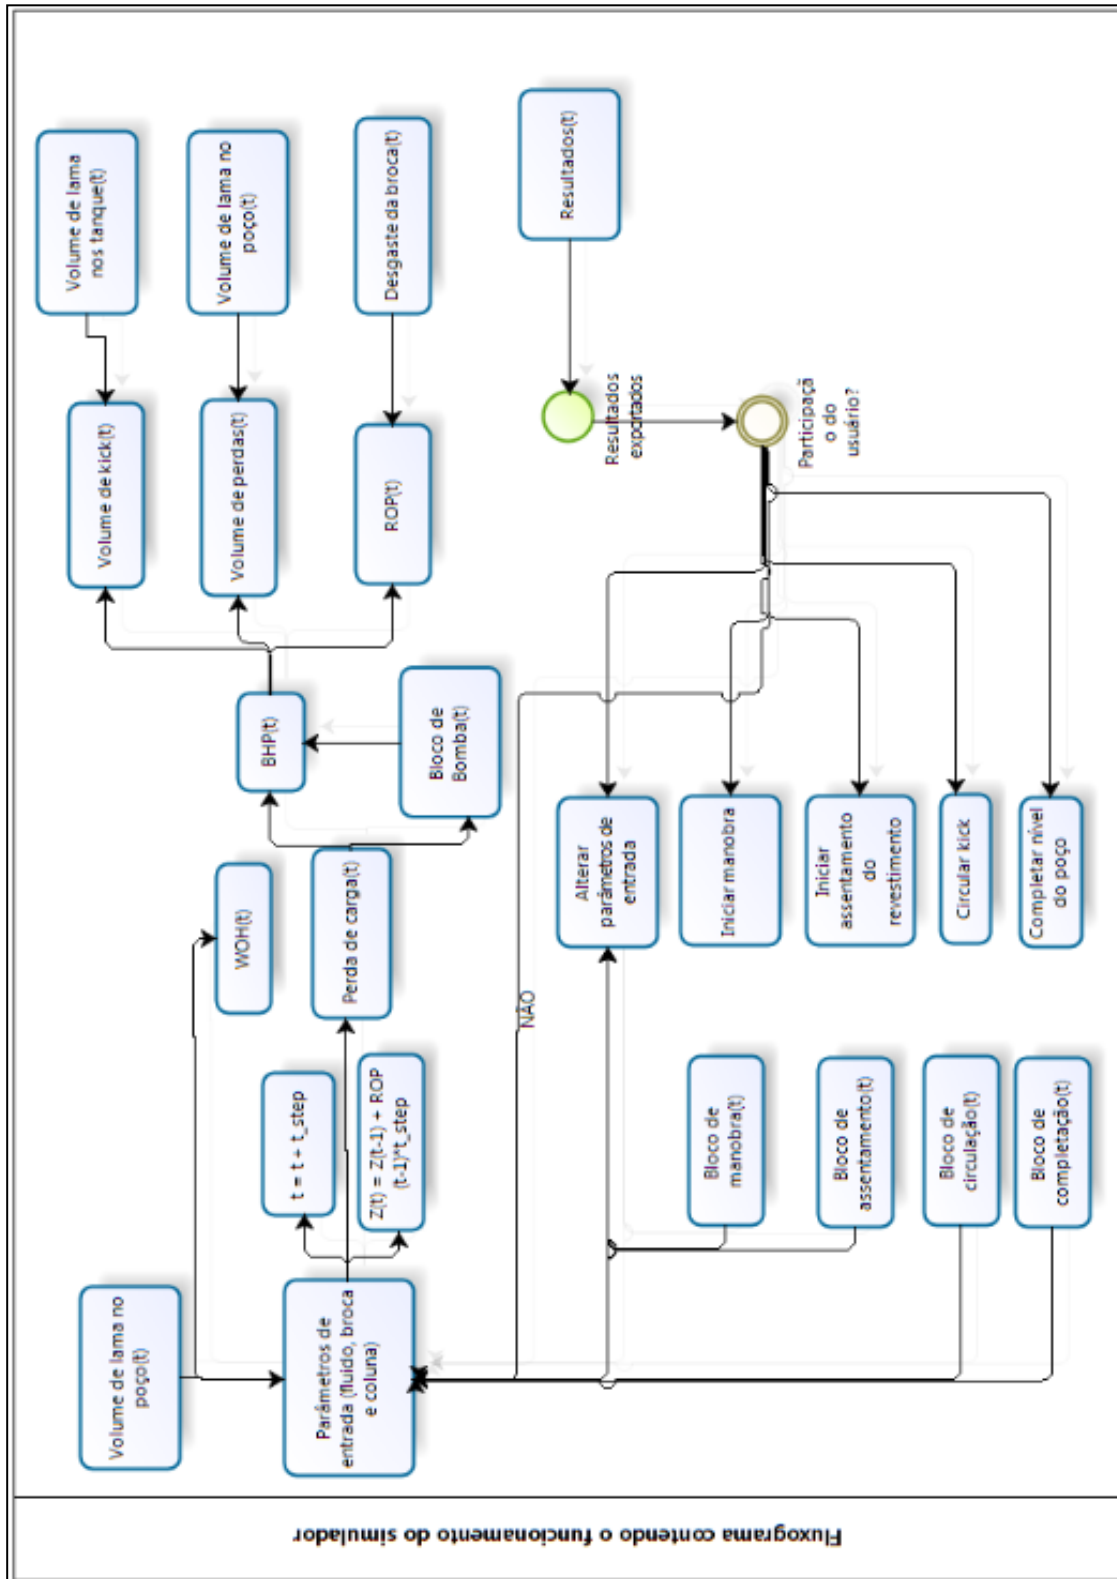 Fluxograma contendo o funcionamento do simulador
Volume de lama no
poço(t)
Parâmetros de
entrada (fluido, broca
e coluna)
t = t + t_step
Z(t) = Z(t-1) + ROP
(t-1)*t_step
WOH(t)
Perda de carga(t)
BHP(t)
Bloco de
Bomba(t)
Volume de kick(t)
Volume de perdas(t)
ROP(t)
Volume de lama
nos tanque(t)
Volume de lama no
poço(t)
Desgaste da broca(t)
Resultados(t)
Resultados
exportados
Participaçã
o do
usuário?
NÃO
Alterar
parâmetros de
entrada
Iniciar manobra
Iniciar
assentamento
do
revestimento
Circular kick
Completar nível
do poço
Bloco de
manobra(t)
Bloco de
assentamento(t)
Bloco de
circulação(t)
Bloco de
completação(t)